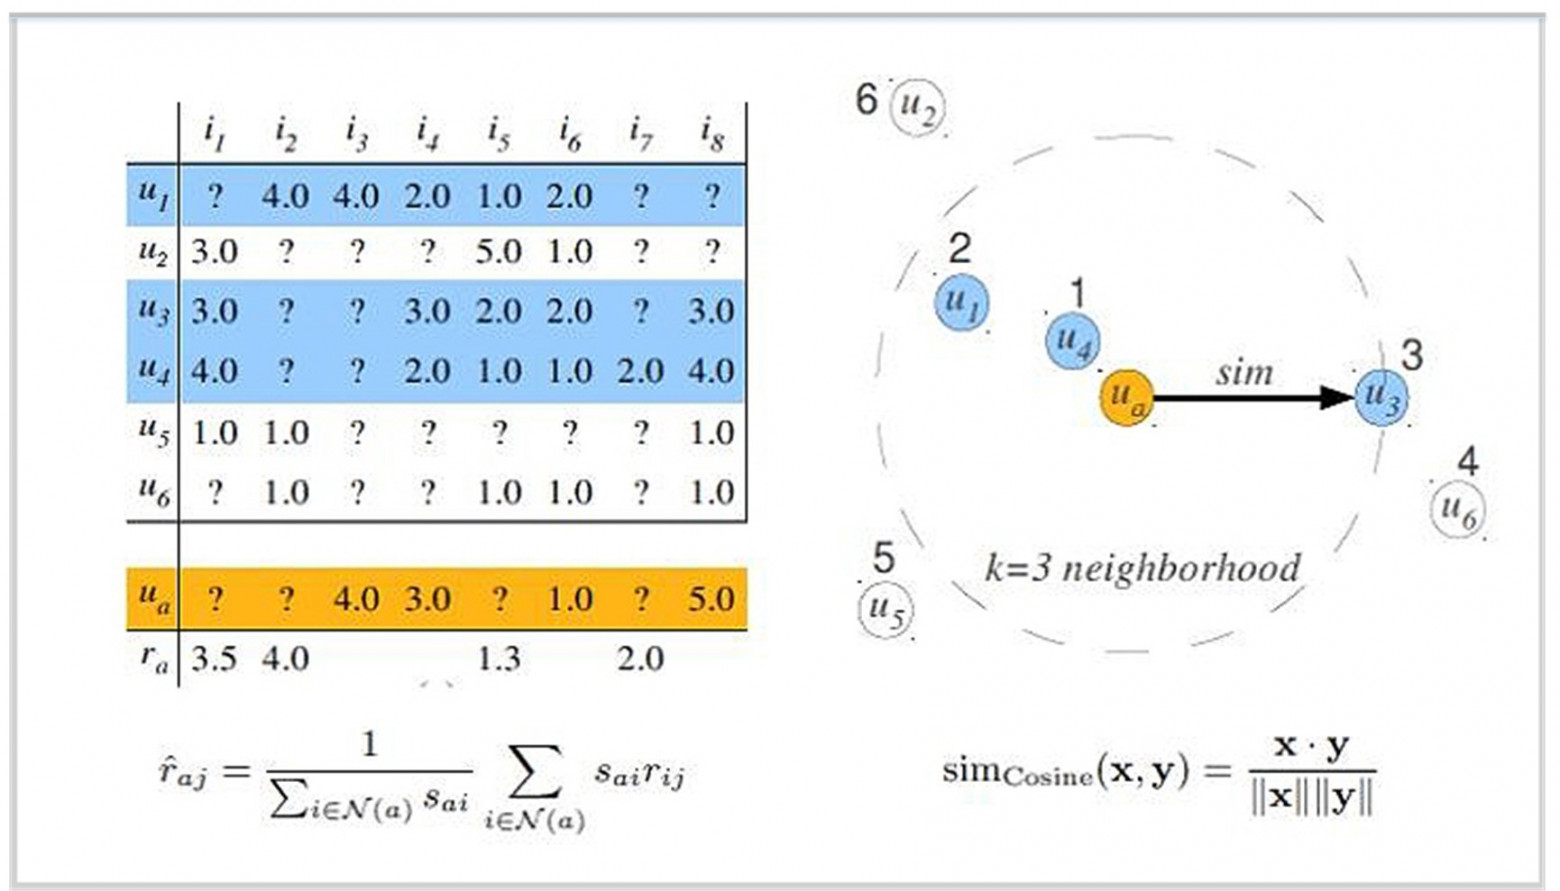 i₁ i₂ i₃ i₄ i₅ i₆ i₇ i₈
u₁ ? 4.0 4.0 2.0 1.0 2.0 ? ?
u₂ 3.0 ? ? ? 5.0 1.0 ? ?
u₃ 3.0 ? ? 3.0 2.0 2.0 ? 3.0
u₄ 4.0 ? ? 2.0 1.0 1.0 2.0 4.0
u₅ 1.0 1.0 ? ? ? ? ? 1.0
u₆ ? 1.0 ? ? 1.0 1.0 ? 1.0
uₐ ? ? 4.0 3.0 ? 1.0 ? 5.0
rₐ 3.5 4.0 1.3 2.0
r̂_aj = 1 / ∑_{i∈𝒩(a)} s_ai ∑_{i∈𝒩(a)} s_ai r_ij
6 u₂
2
u₁
1
u₄
uₐ
sim
3
u₃
4
u₆
5
u₅
k=3 neighborhood
sim_Cosine(x, y) = x · y / ‖x‖‖y‖